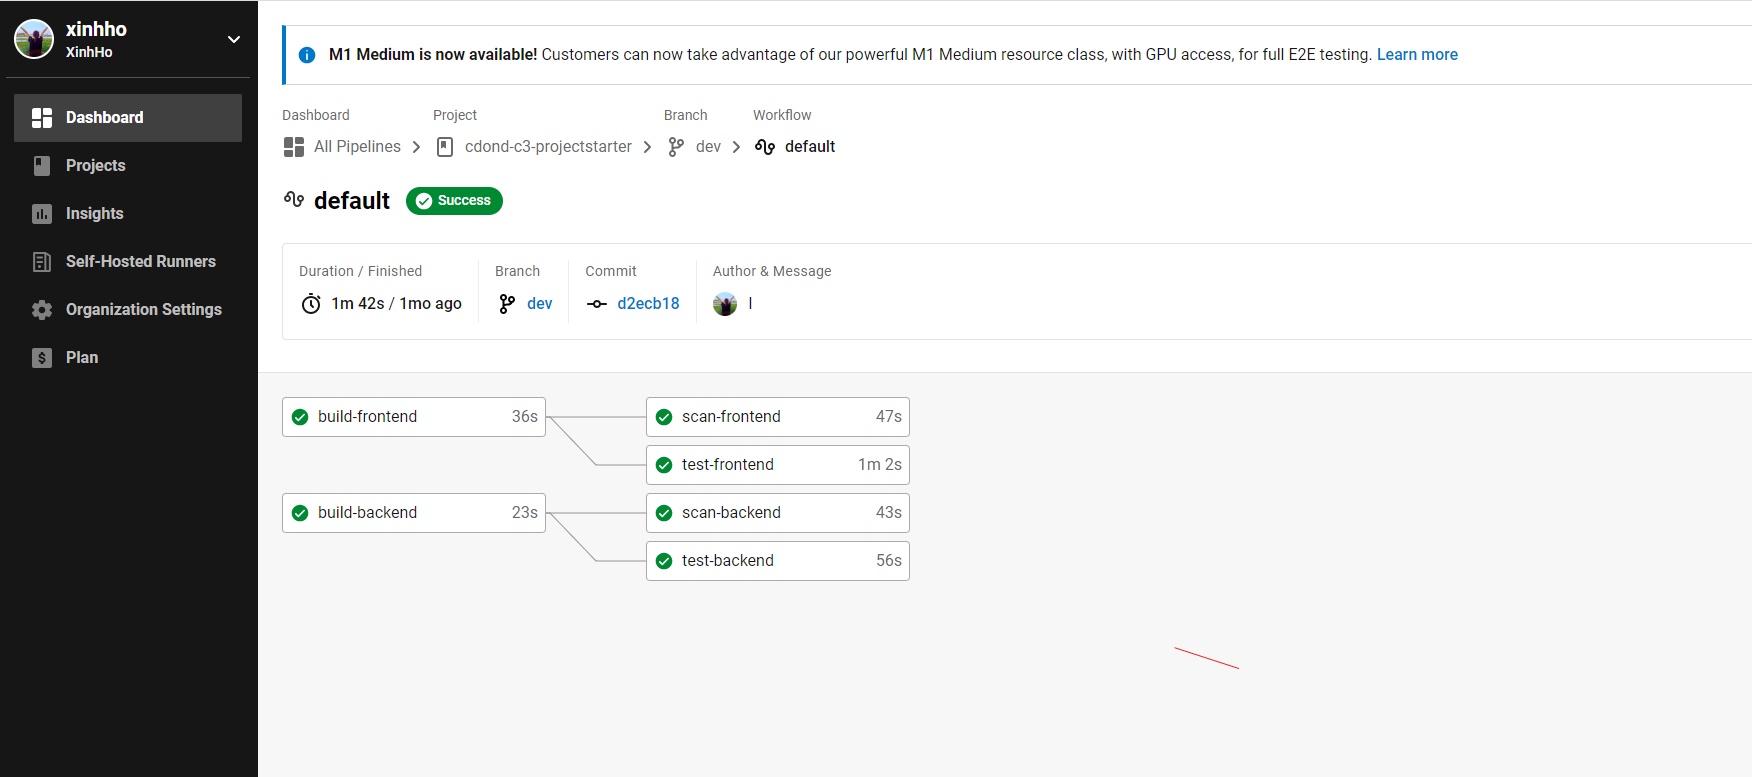 xinhho
XinhHo
Dashboard
Projects
Insights
Self-Hosted Runners
Organization Settings
Plan
M1 Medium is now available! Customers can now take advantage of our powerful M1 Medium resource class, with GPU access, for full E2E testing. Learn more
Dashboard Project Branch Workflow
All Pipelines cdond-c3-projectstarter dev default
default Success
Duration / Finished Branch Commit Author & Message
1m 42s / 1mo ago dev d2ecb18 l
build-frontend 36s scan-frontend 47s
test-frontend 1m 2s
build-backend 23s scan-backend 43s
test-backend 56s